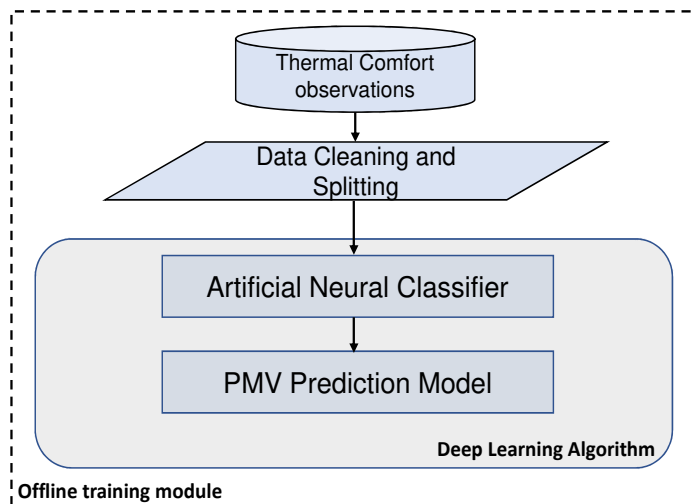 Thermal Comfort
observations
Data Cleaning and
Splitting
Artificial Neural Classifier
PMV Prediction Model
Deep Learning Algorithm
Offline training module